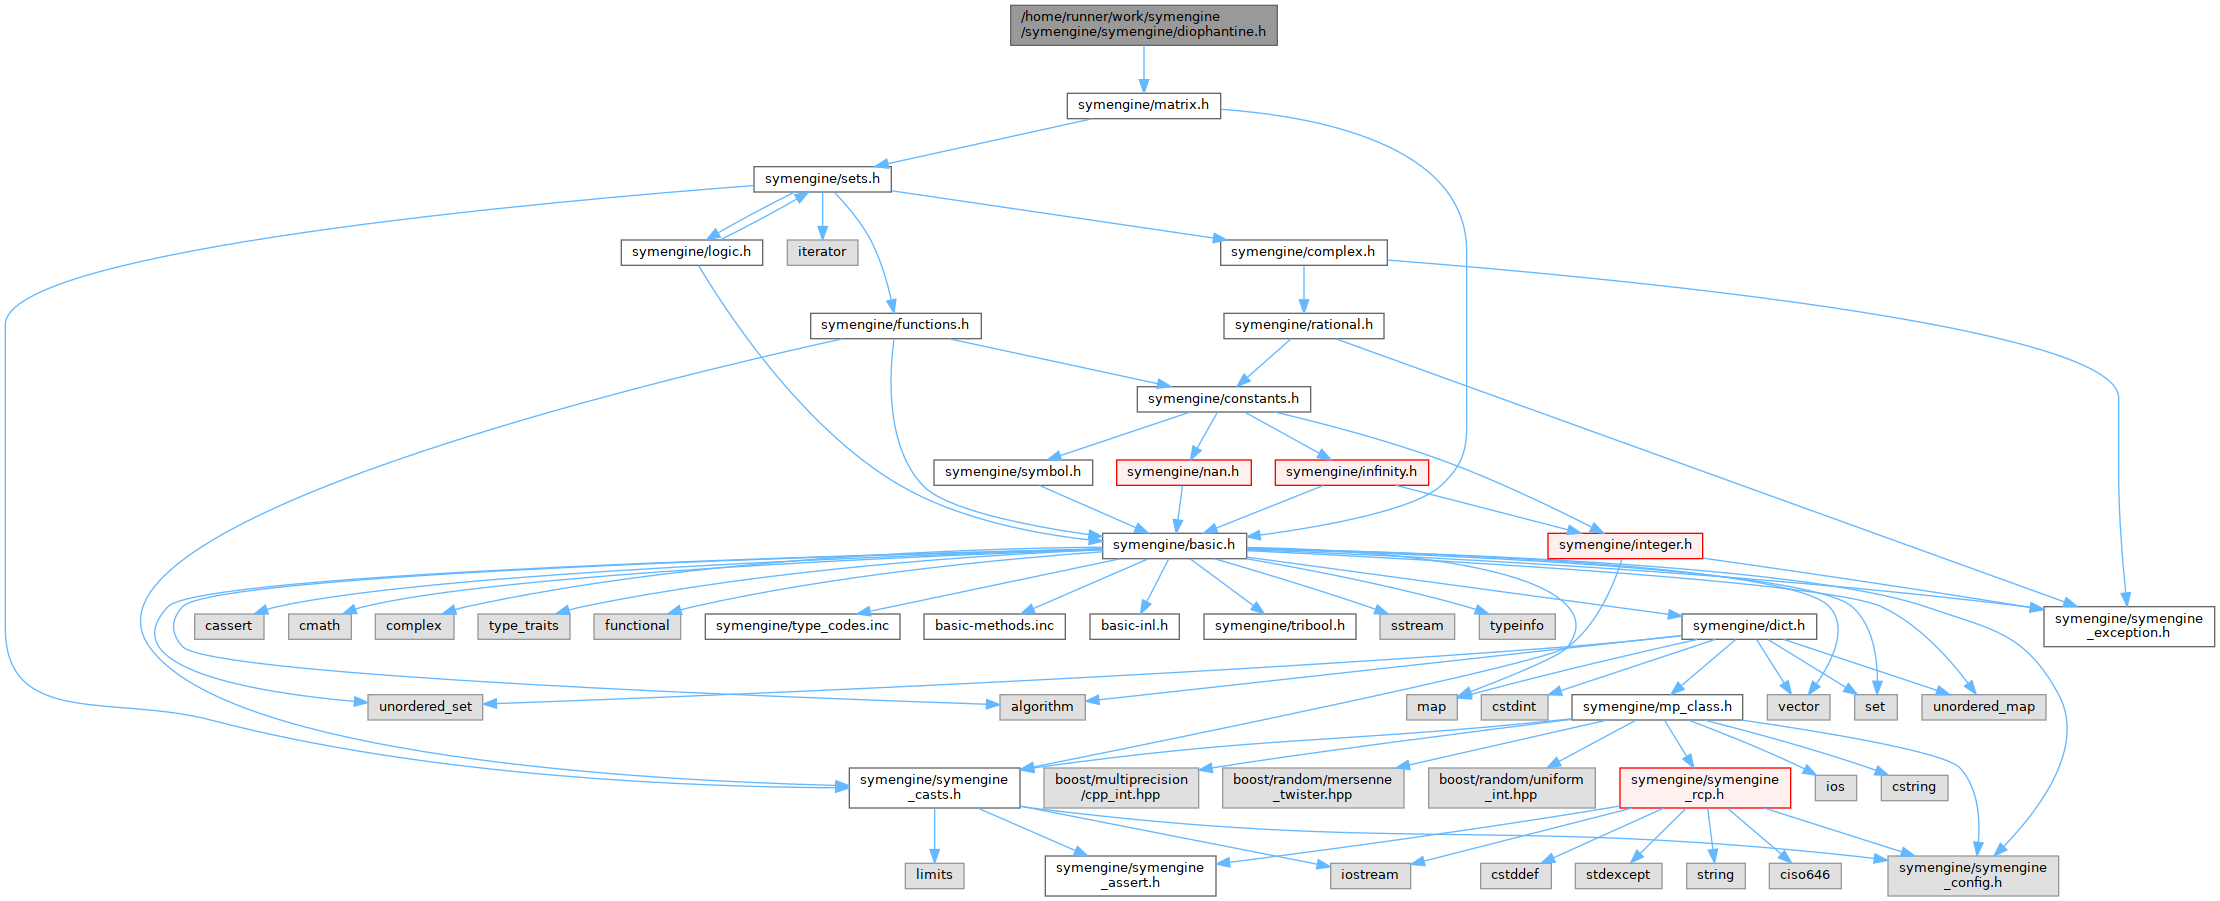 /home/runner/work/symengine
/symengine/symengine/diophantine.h
symengine/matrix.h
symengine/sets.h
symengine/logic.h
iterator
symengine/complex.h
symengine/functions.h
symengine/rational.h
symengine/constants.h
symengine/symbol.h
symengine/nan.h
symengine/infinity.h
symengine/basic.h
symengine/integer.h
cassert
cmath
complex
type_traits
functional
symengine/type_codes.inc
basic-methods.inc
basic-inl.h
symengine/tribool.h
sstream
typeinfo
symengine/dict.h
symengine/symengine
_exception.h
unordered_set
algorithm
map
cstdint
symengine/mp_class.h
vector
set
unordered_map
symengine/symengine
_casts.h
boost/multiprecision
/cpp_int.hpp
boost/random/mersenne
_twister.hpp
boost/random/uniform
_int.hpp
symengine/symengine
_rcp.h
ios
cstring
limits
symengine/symengine
_assert.h
iostream
cstddef
stdexcept
string
ciso646
symengine/symengine
_config.h